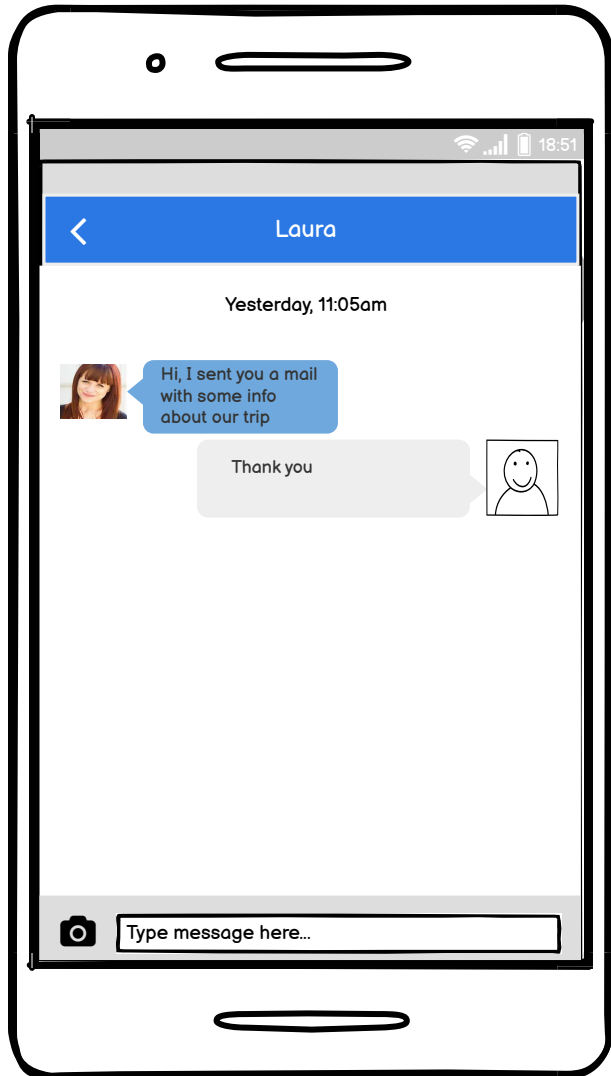 18:51
Laura
Yesterday, 11:05am
Hi, I sent you a mail
with some info
about our trip
Thank you
Type message here...